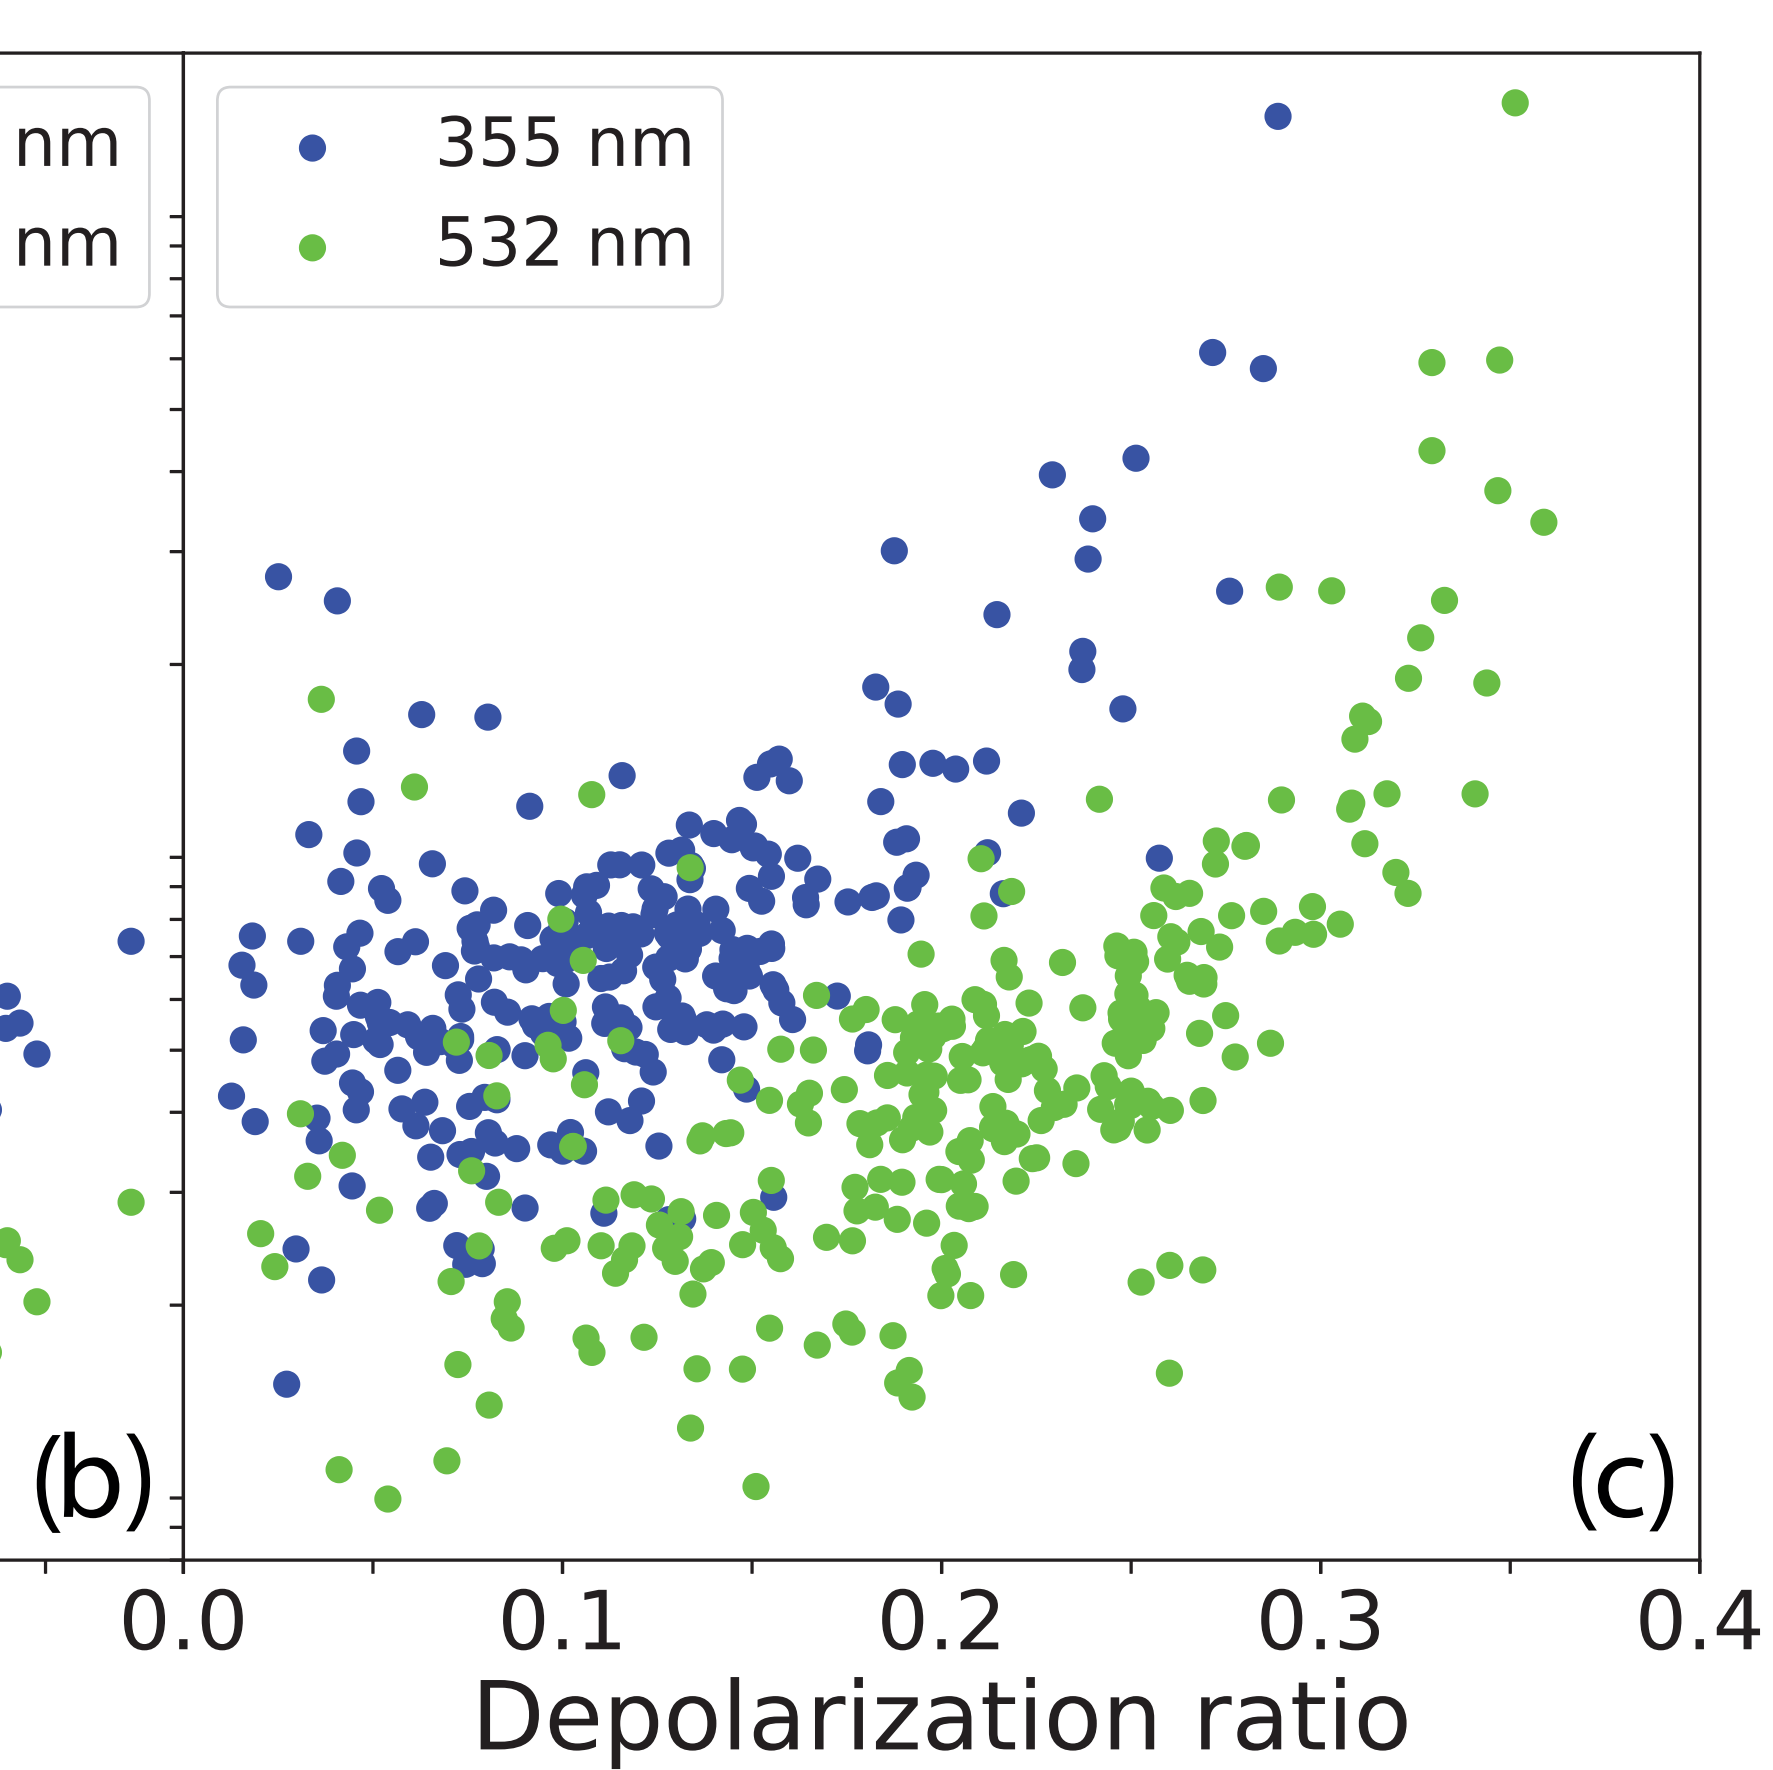 nm
nm
355 nm
532 nm
(b)
(c)
0.0 0.1 0.2 0.3 0.4
Depolarization ratio